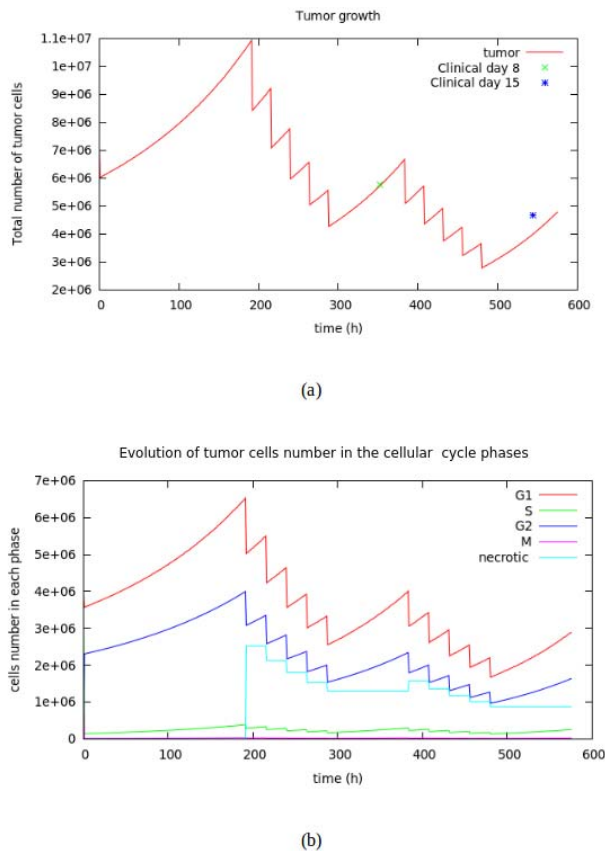 Tumor growth
Total number of tumor cells
1.1e+07
1e+07
9e+06
8e+06
7e+06
6e+06
5e+06
4e+06
3e+06
2e+06
tumor
Clinical day 8
Clinical day 15
0 100 200 300 400 500 600
time (h)
(a)
Evolution of tumor cells number in the cellular cycle phases
cells number in each phase
7e+06
6e+06
5e+06
4e+06
3e+06
2e+06
1e+06
0
G1
S
G2
M
necrotic
0 100 200 300 400 500 600
time (h)
(b)